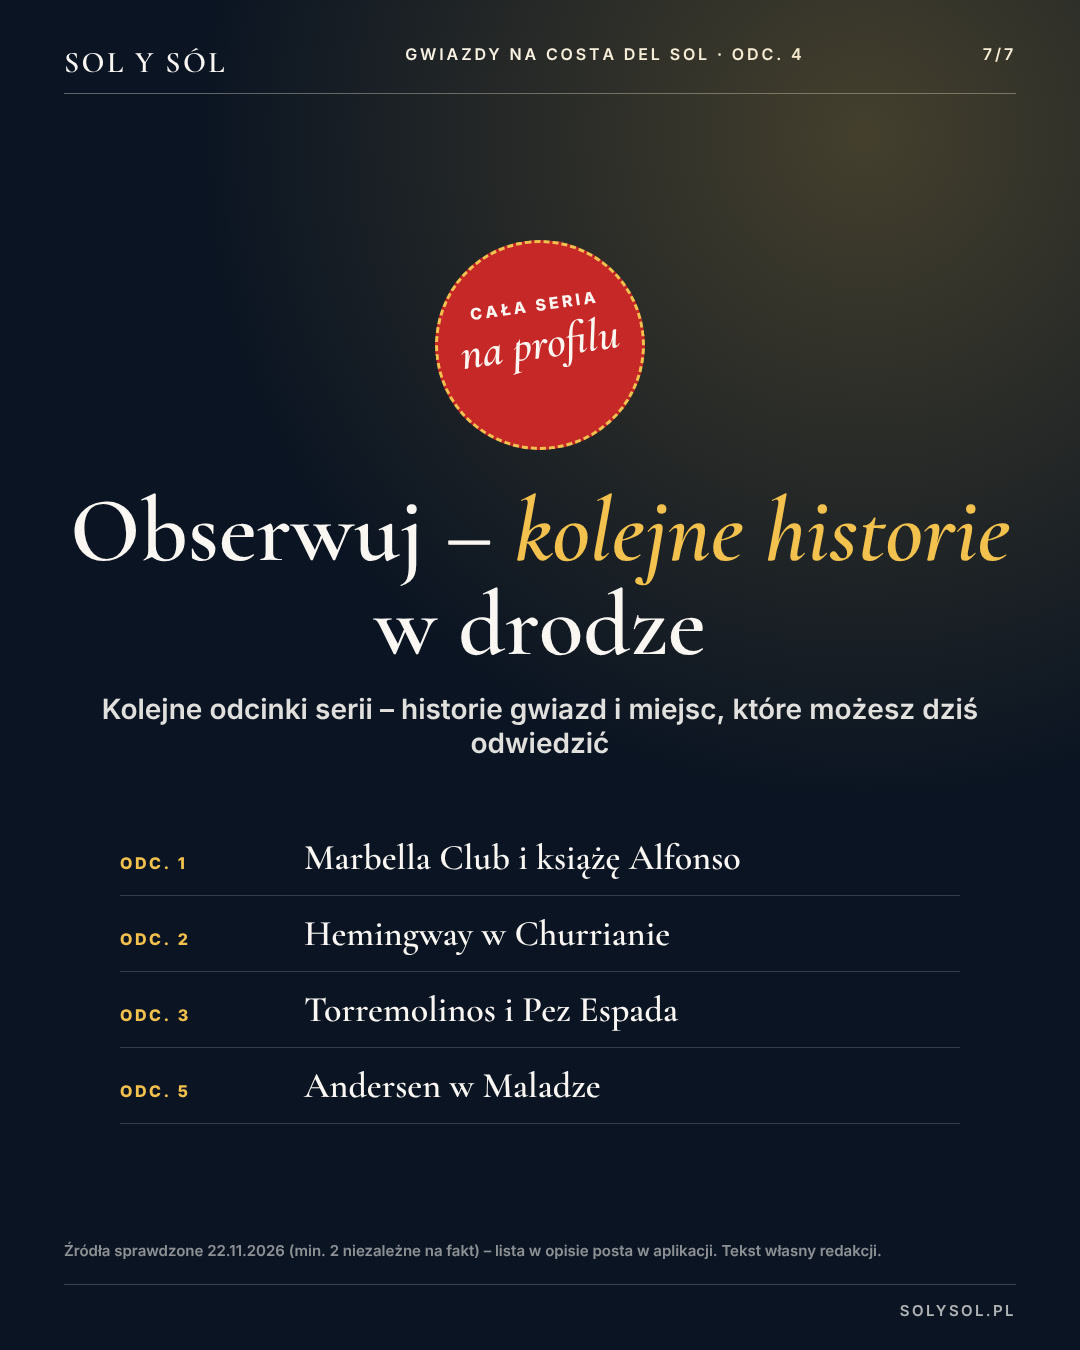 SOL Y SÓL
GWIAZDY NA COSTA DEL SOL · ODC. 4
7/7
CAŁA SERIA
na profilu
Obserwuj – kolejne historie
w drodze
Kolejne odcinki serii – historie gwiazd i miejsc, które możesz dziś
odwiedzić
ODC. 1 Marbella Club i książę Alfonso
ODC. 2 Hemingway w Churrianie
ODC. 3 Torremolinos i Pez Espada
ODC. 5 Andersen w Maladze
Źródła sprawdzone 22.11.2026 (min. 2 niezależne na fakt) – lista w opisie posta w aplikacji. Tekst własny redakcji.
SOLYSOL.PL